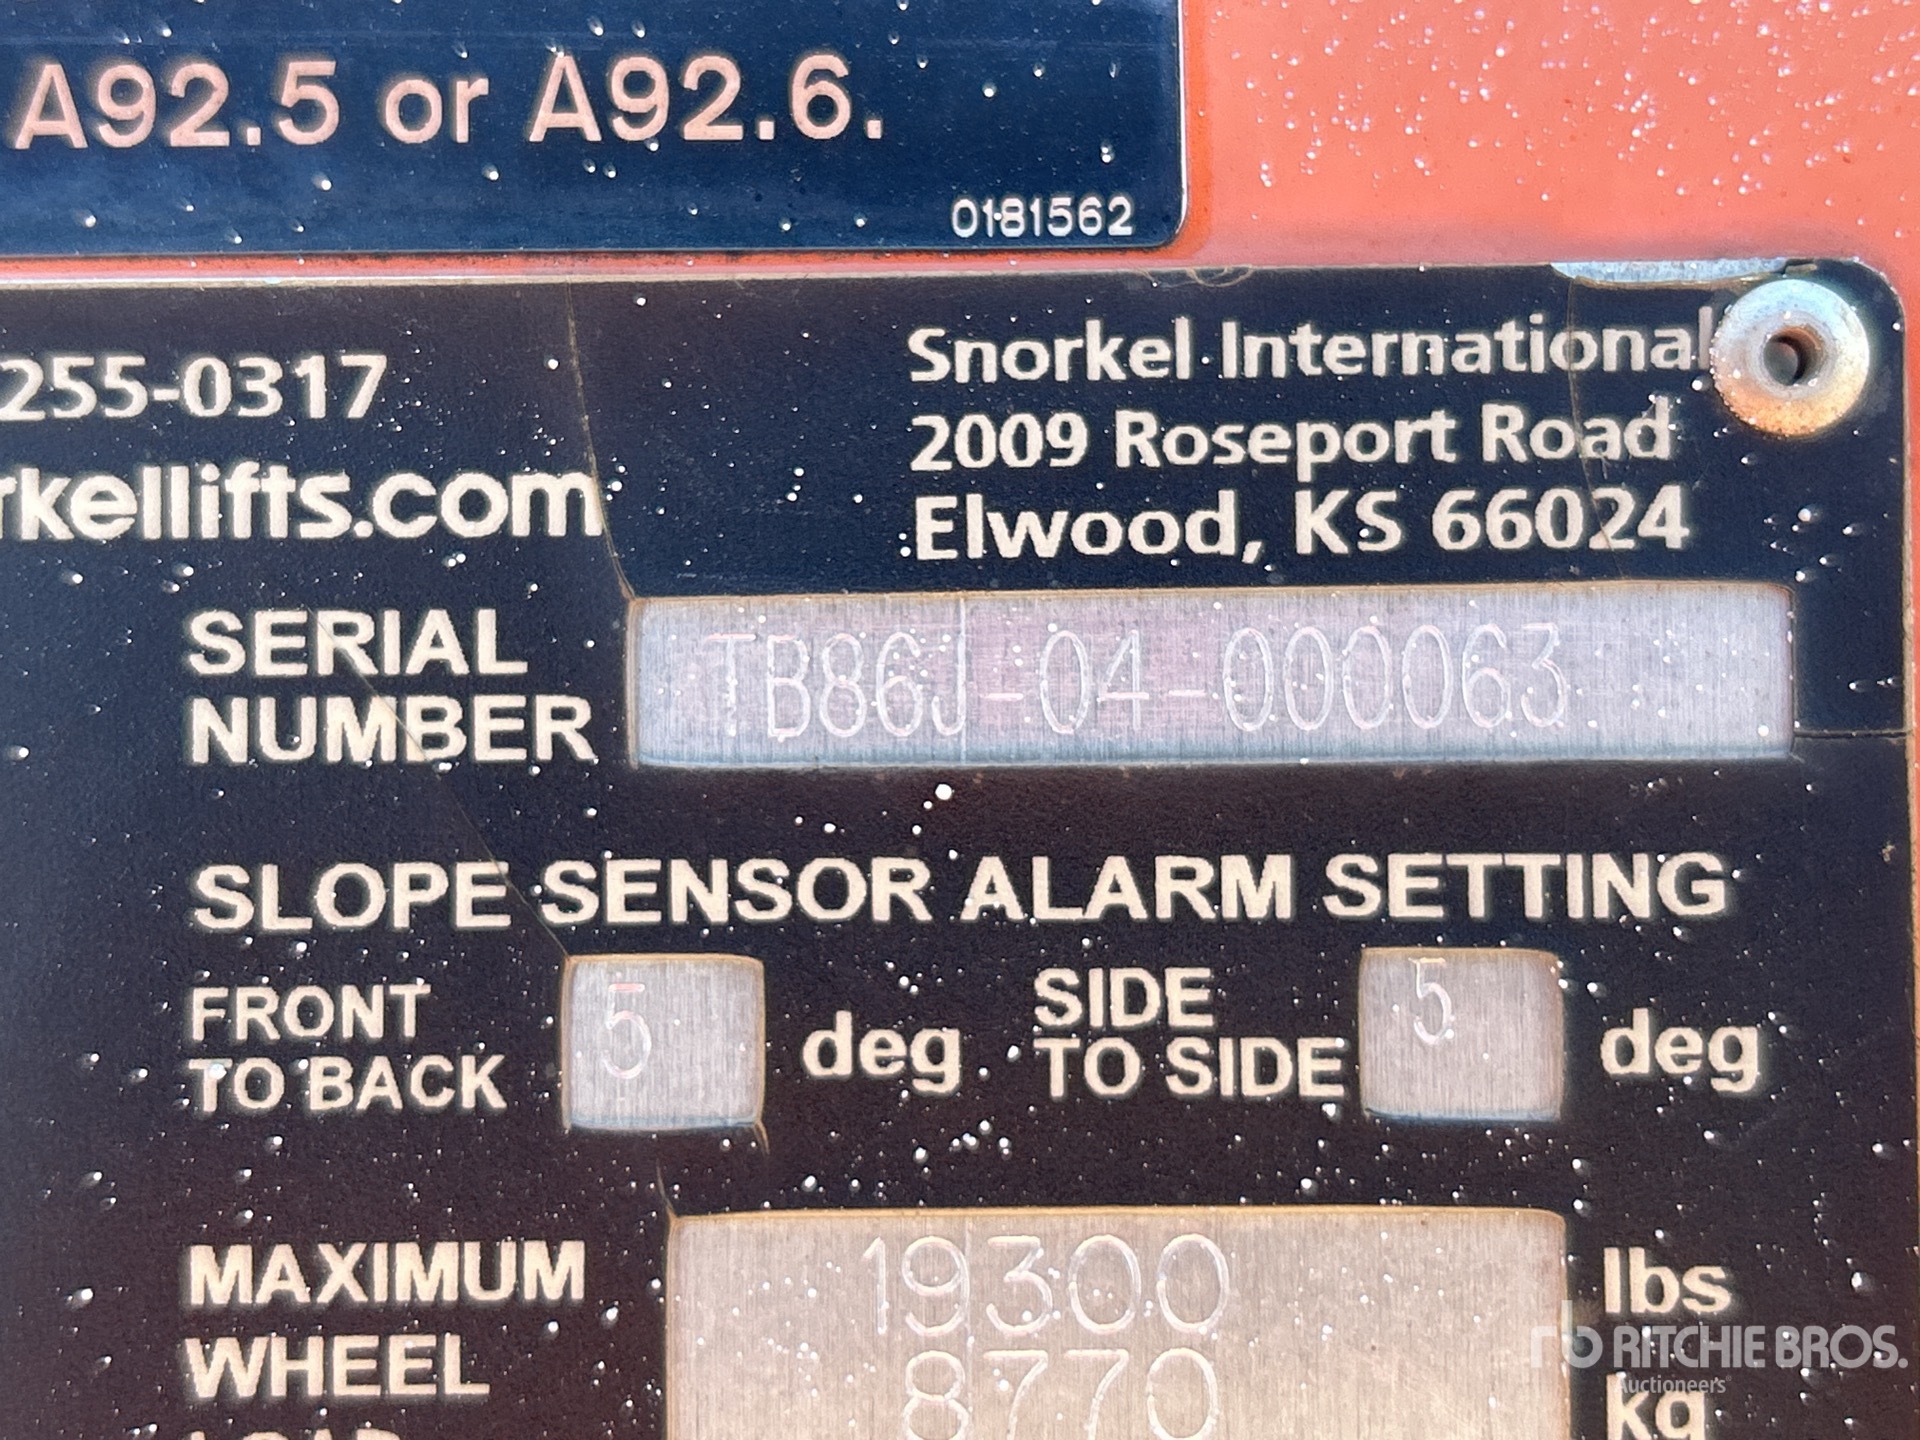 A92.5 or A92.6.
0181562
255-0317
rkellifts.com
Snorkel International
2009 Roseport Road
Elwood, KS 66024
SERIAL
NUMBER
TB86J-04-000063
SLOPE SENSOR ALARM SETTING
FRONT
TO BACK
5
deg
SIDE
TO SIDE
5
deg
MAXIMUM
WHEEL
LOAD
19300
lbs
8770
kg
RITCHIE BROS.
Auctioneers